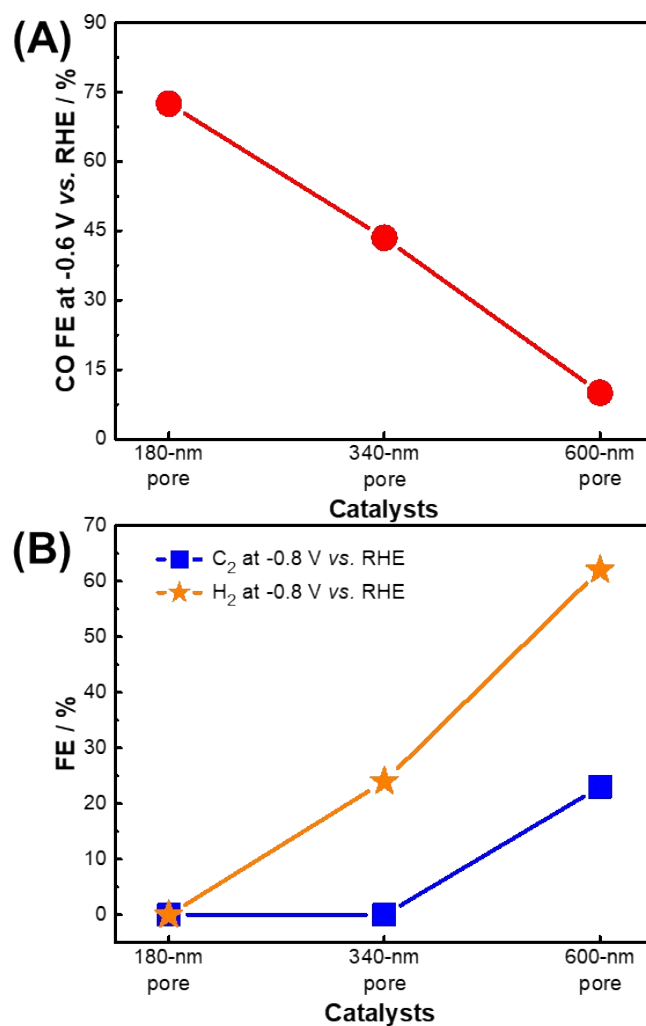 (A)
CO FE at -0.6 V vs. RHE / %
90
75
60
45
30
15
0
180-nm
pore
340-nm
pore
600-nm
pore
Catalysts
(B)
FE / %
70
60
50
40
30
20
10
0
C₂ at -0.8 V vs. RHE
H₂ at -0.8 V vs. RHE
180-nm
pore
340-nm
pore
600-nm
pore
Catalysts